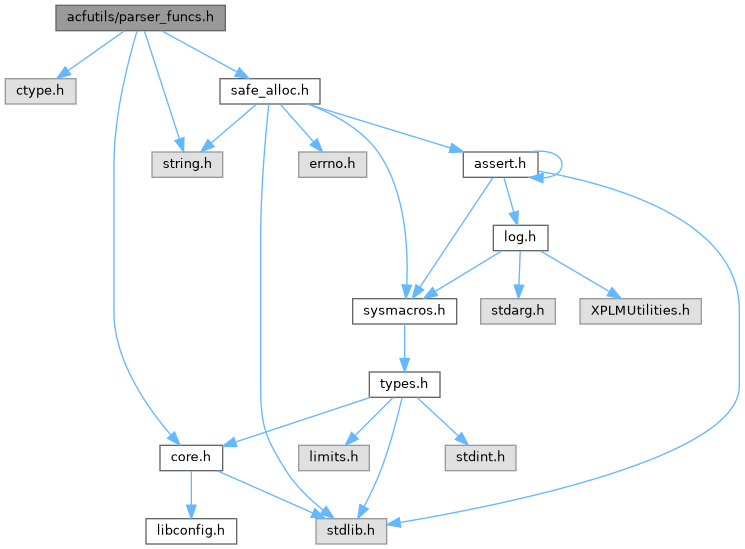 acfutils/parser_funcs.h
ctype.h
safe_alloc.h
string.h
errno.h
assert.h
log.h
sysmacros.h
stdarg.h
XPLMUtilities.h
types.h
core.h
limits.h
stdint.h
libconfig.h
stdlib.h